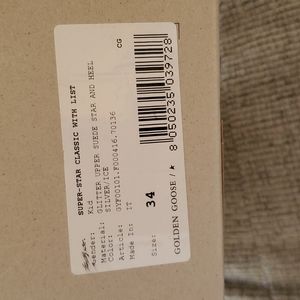 SUPER-STAR CLASSIC WITH LIST
Gender: Kid
Material: GLITTER UPPER SUEDE STAR AND HEEL
Color: SILVER/ICE
Article: GYF00101.F000416.70136
Made In: IT
Size: 34
CG
8 050235 039728
GOLDEN GOOSE /